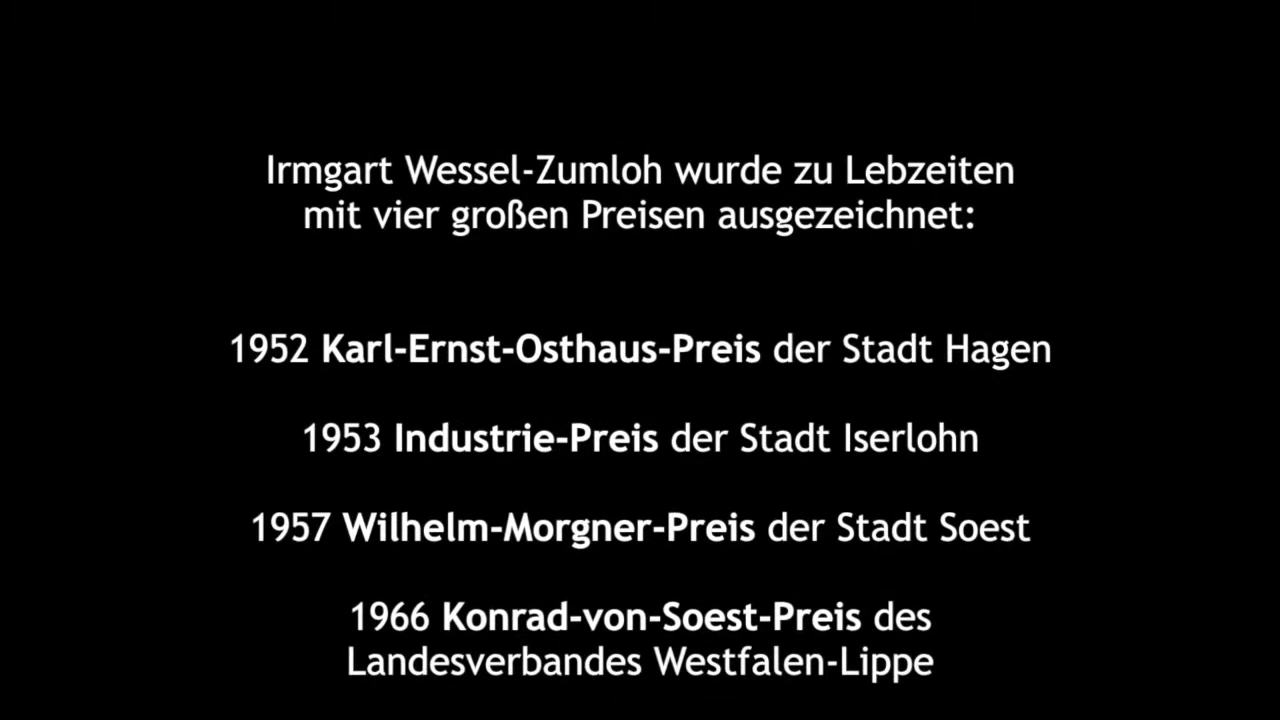 Irmgart Wessel-Zumloh wurde zu Lebzeiten
mit vier großen Preisen ausgezeichnet:
1952 Karl-Ernst-Osthaus-Preis der Stadt Hagen
1953 Industrie-Preis der Stadt Iserlohn
1957 Wilhelm-Morgner-Preis der Stadt Soest
1966 Konrad-von-Soest-Preis des
Landesverbandes Westfalen-Lippe